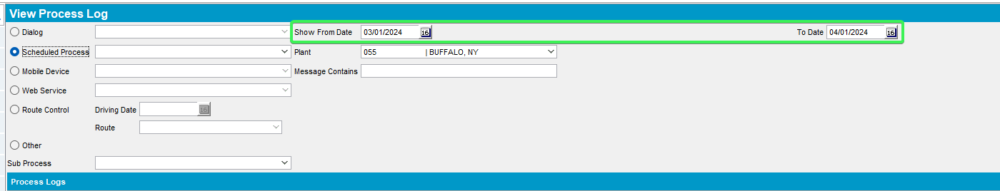 View Process Log
Dialog Show From Date 03/01/2024 16 To Date 04/01/2024 16
Scheduled Process Plant 055 | BUFFALO, NY
Mobile Device Message Contains
Web Service
Route Control Driving Date 16
Route
Other
Sub Process
Process Logs